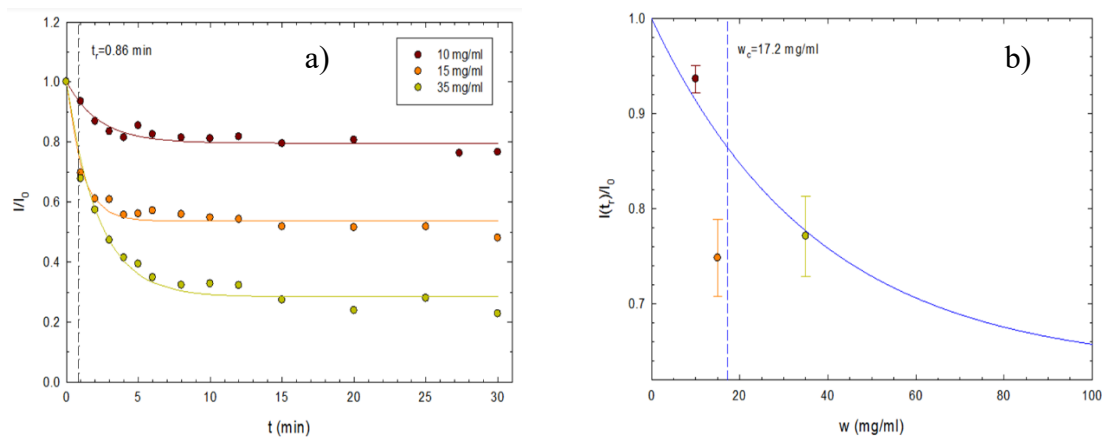 a)
t_r=0.86 min
10 mg/ml
15 mg/ml
35 mg/ml
I/I_0
1.2
1.0
0.8
0.6
0.4
0.2
0.0
0 5 10 15 20 25 30
t (min)
b)
w_c=17.2 mg/ml
I(t_r)/I_0
1.0
0.9
0.8
0.7
0 20 40 60 80 100
w (mg/ml)